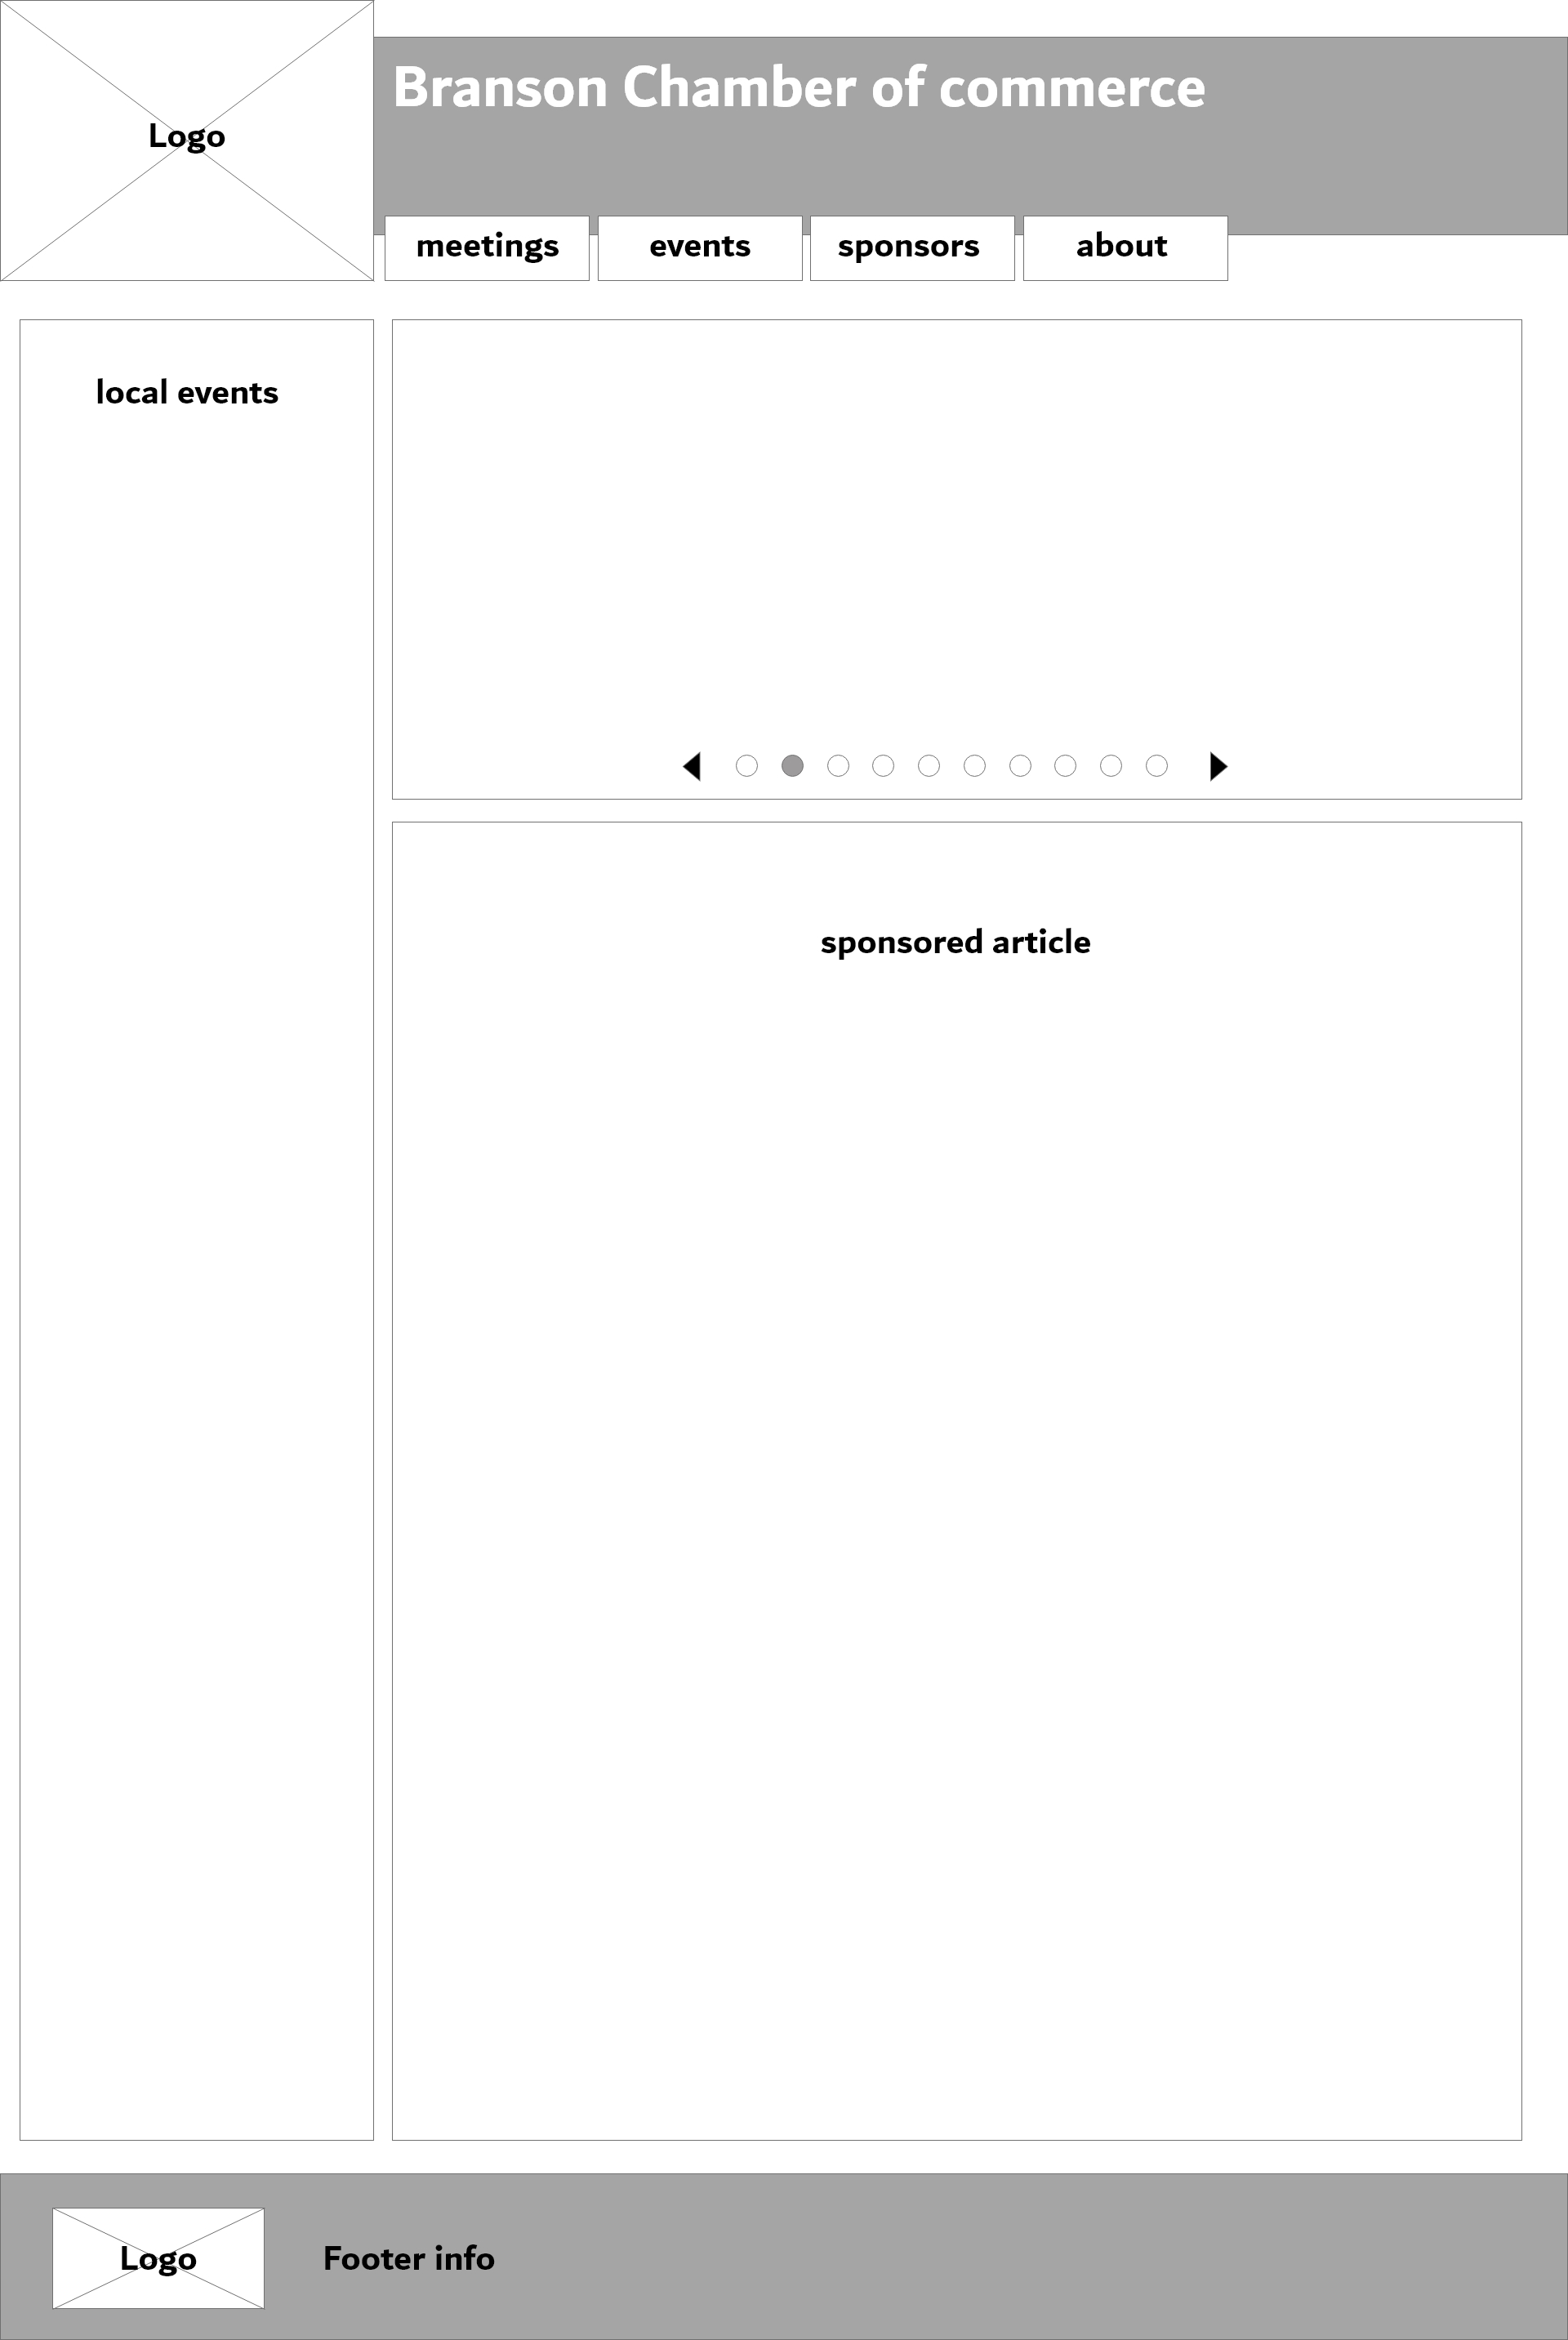 Logo
Branson Chamber of commerce
meetings
events
sponsors
about
local events
sponsored article
Logo
Footer info